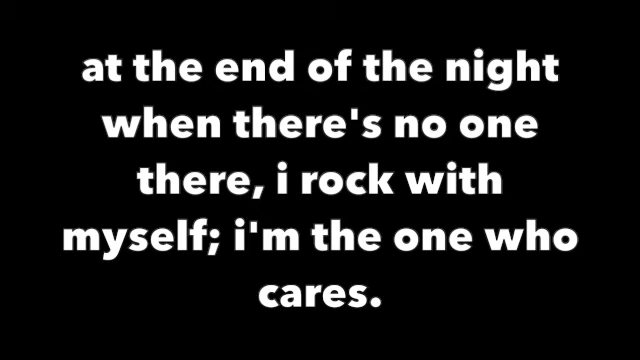 at the end of the night
when there's no one
there, i rock with
myself; i'm the one who
cares.